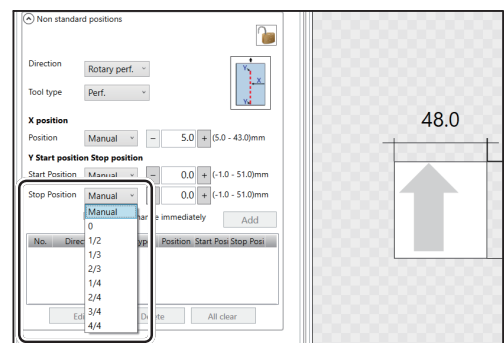 Non standard positions
Direction Rotary perf.
Tool type Perf.
Y
X
Y
X position
Position Manual − 5.0 + (5.0 - 43.0)mm
Y Start position Stop position
Start Position Manual − 0.0 + (-1.0 - 51.0)mm
Stop Position Manual 0.0 + (-1.0 - 51.0)mm
Manual immediately Add
0
No. Position Start Posi Stop Posi
1/2
1/3
2/3
1/4
2/4
3/4
All clear
4/4
48.0